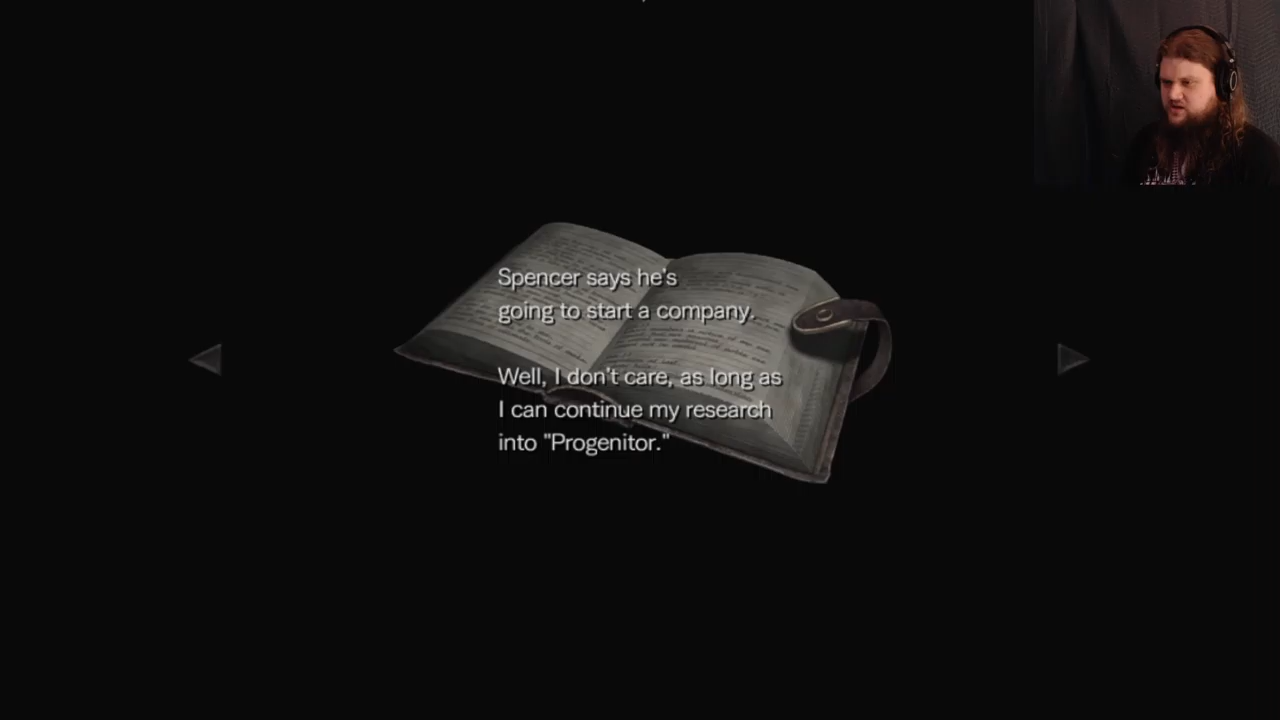 Spencer says he's
going to start a company.
Well, I don't care, as long as
I can continue my research
into "Progenitor."